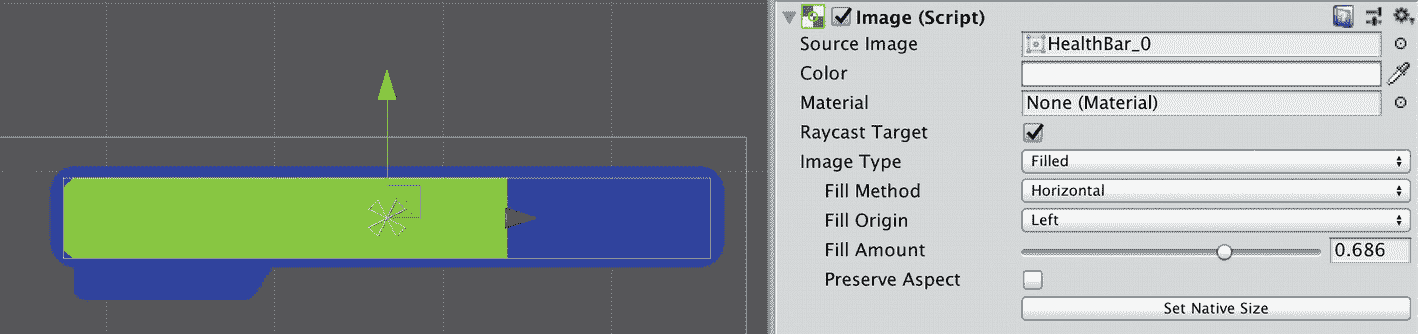 Image (Script)
Source Image HealthBar_0
Color
Material None (Material)
Raycast Target
Image Type Filled
Fill Method Horizontal
Fill Origin Left
Fill Amount 0.686
Preserve Aspect
Set Native Size